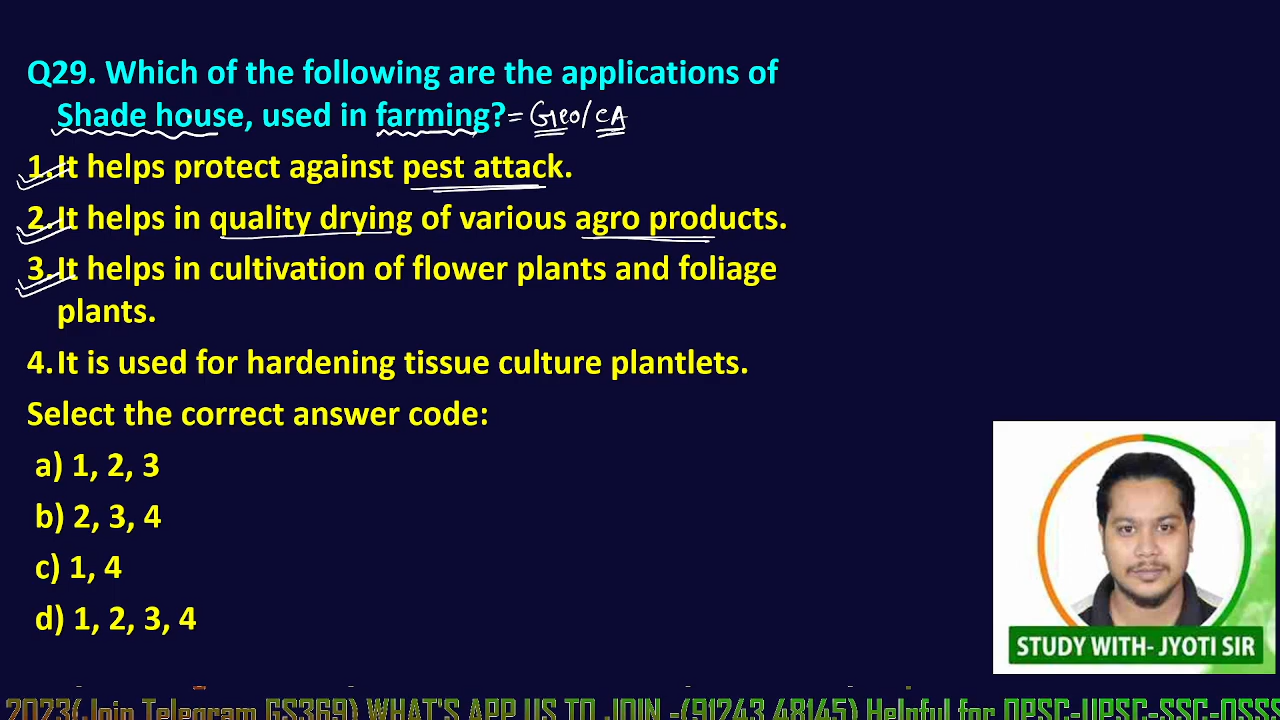 Q29. Which of the following are the applications of
Shade house, used in farming? = Geo/CA
1. It helps protect against pest attack.
2. It helps in quality drying of various agro products.
3. It helps in cultivation of flower plants and foliage
plants.
4. It is used for hardening tissue culture plantlets.
Select the correct answer code:
a) 1, 2, 3
b) 2, 3, 4
c) 1, 4
d) 1, 2, 3, 4
STUDY WITH- JYOTI SIR
2023(Join Telegram GS369) WHAT'S APP US TO JOIN -(91243 48145) Helpful for OPSC-UPSC-SSC-OSSS